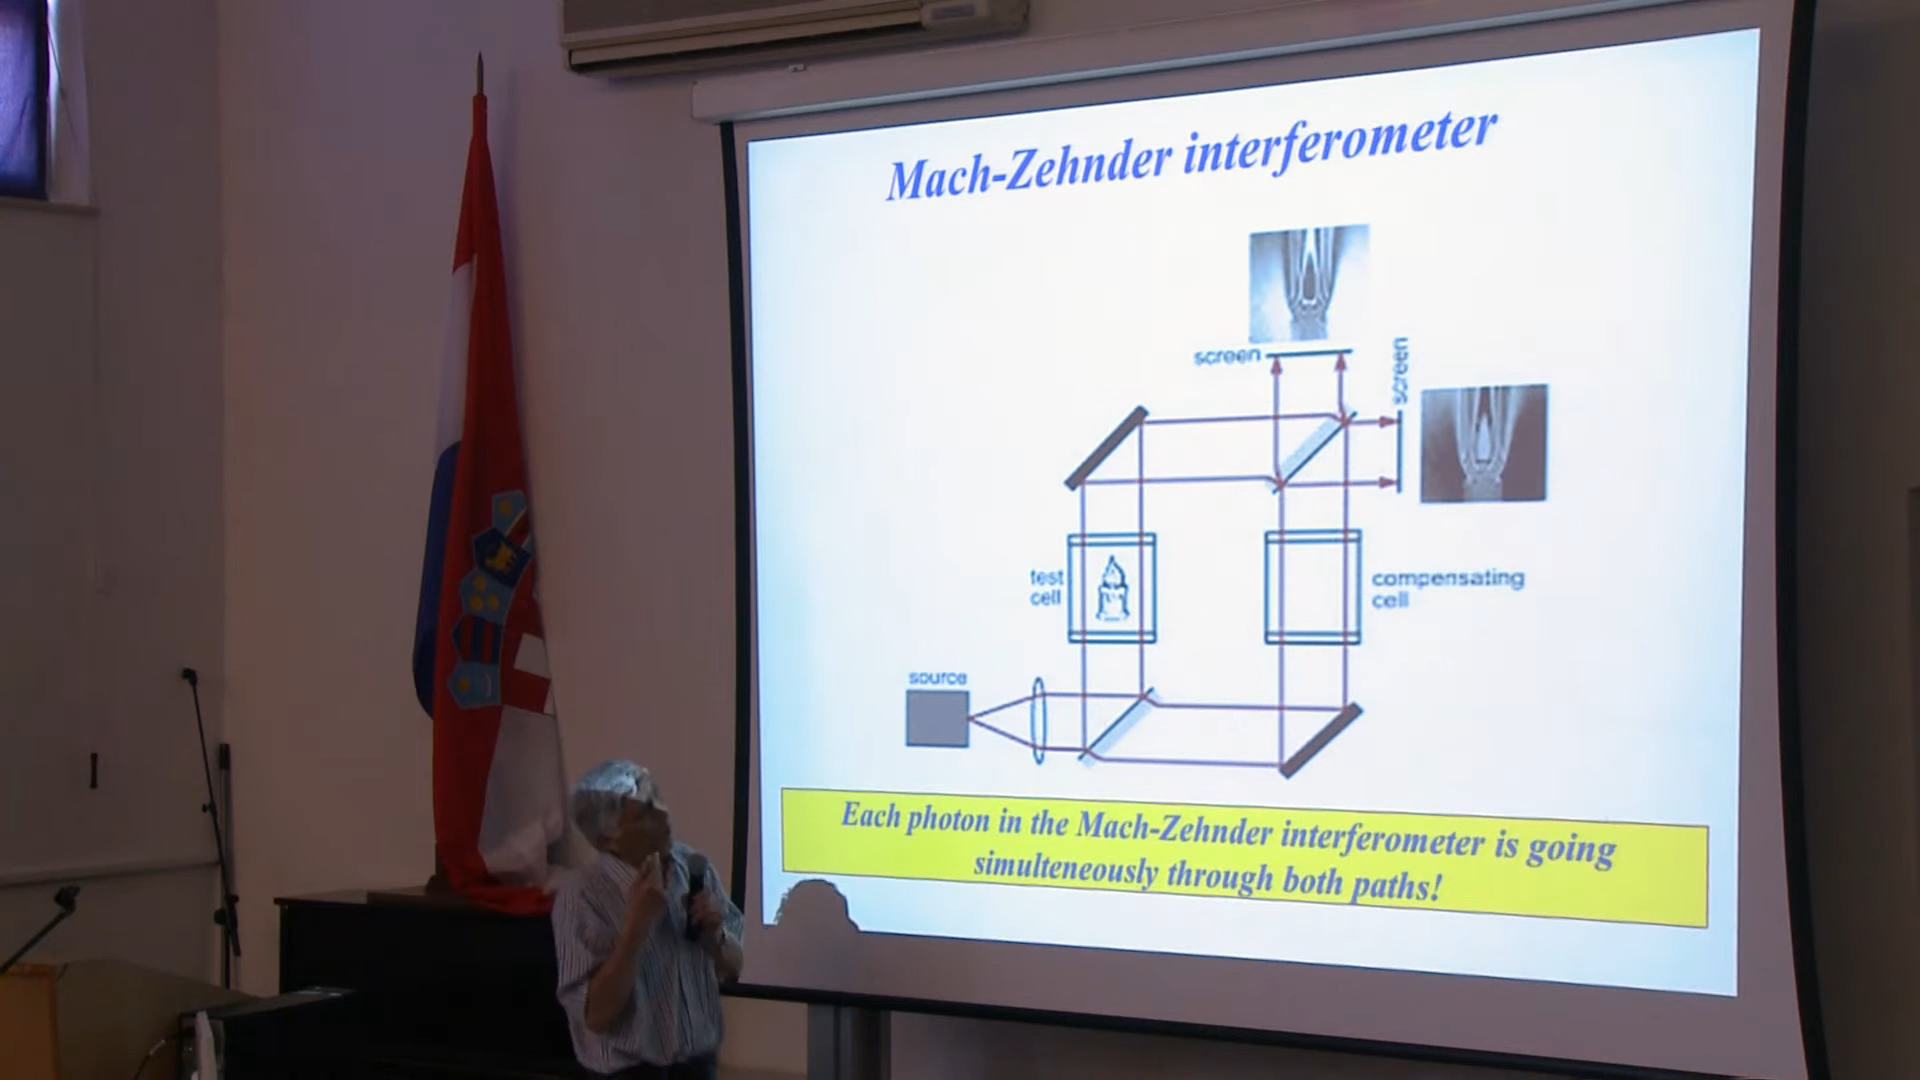 Mach-Zehnder interferometer
screen
screen
test
cell
compensating
cell
source
Each photon in the Mach-Zehnder interferometer is going
simulteneously through both paths!